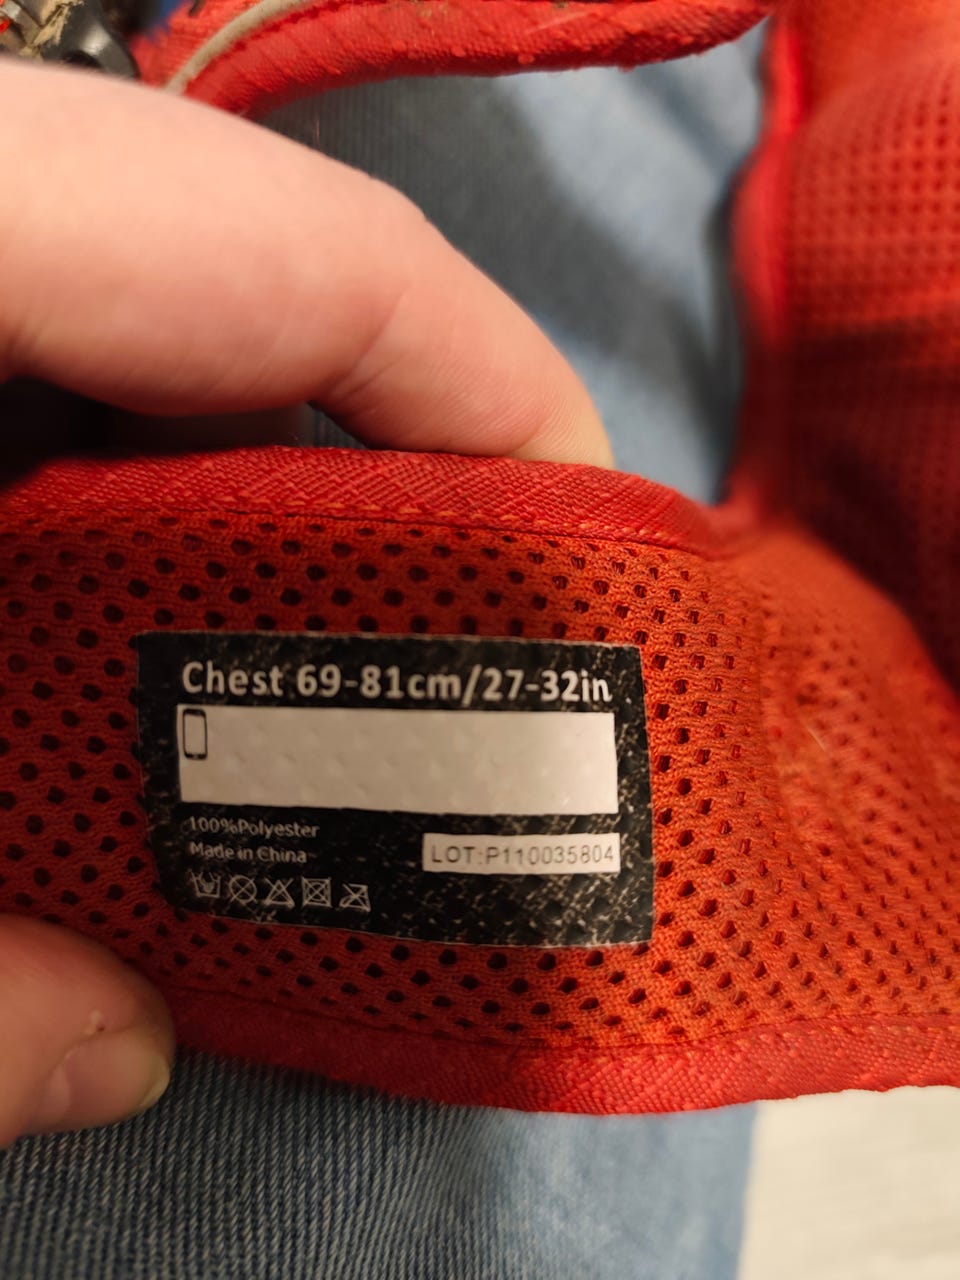 Chest 69-81cm/27-32in
100%Polyester
Made in China
LOT:P110035804